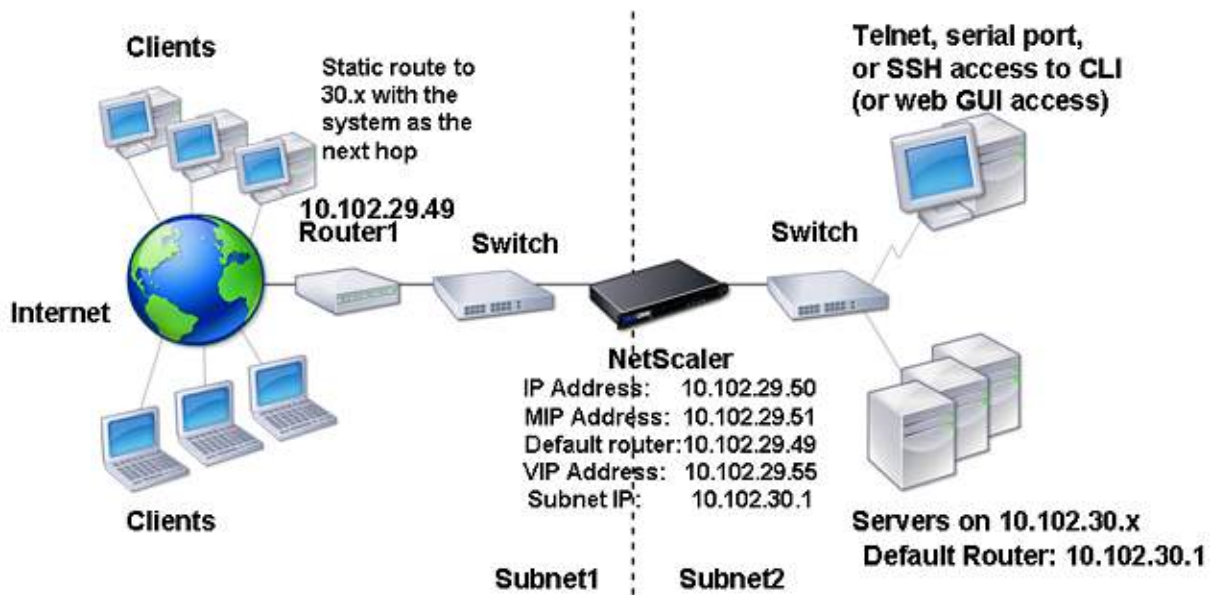 Clients
Static route to
30.x with the
system as the
next hop
10.102.29.49
Router1
Switch
Internet
Clients
NetScaler
IP Address: 10.102.29.50
MIP Address: 10.102.29.51
Default router:10.102.29.49
VIP Address: 10.102.29.55
Subnet IP: 10.102.30.1
Telnet, serial port,
or SSH access to CLI
(or web GUI access)
Switch
Servers on 10.102.30.x
Default Router: 10.102.30.1
Subnet1
Subnet2